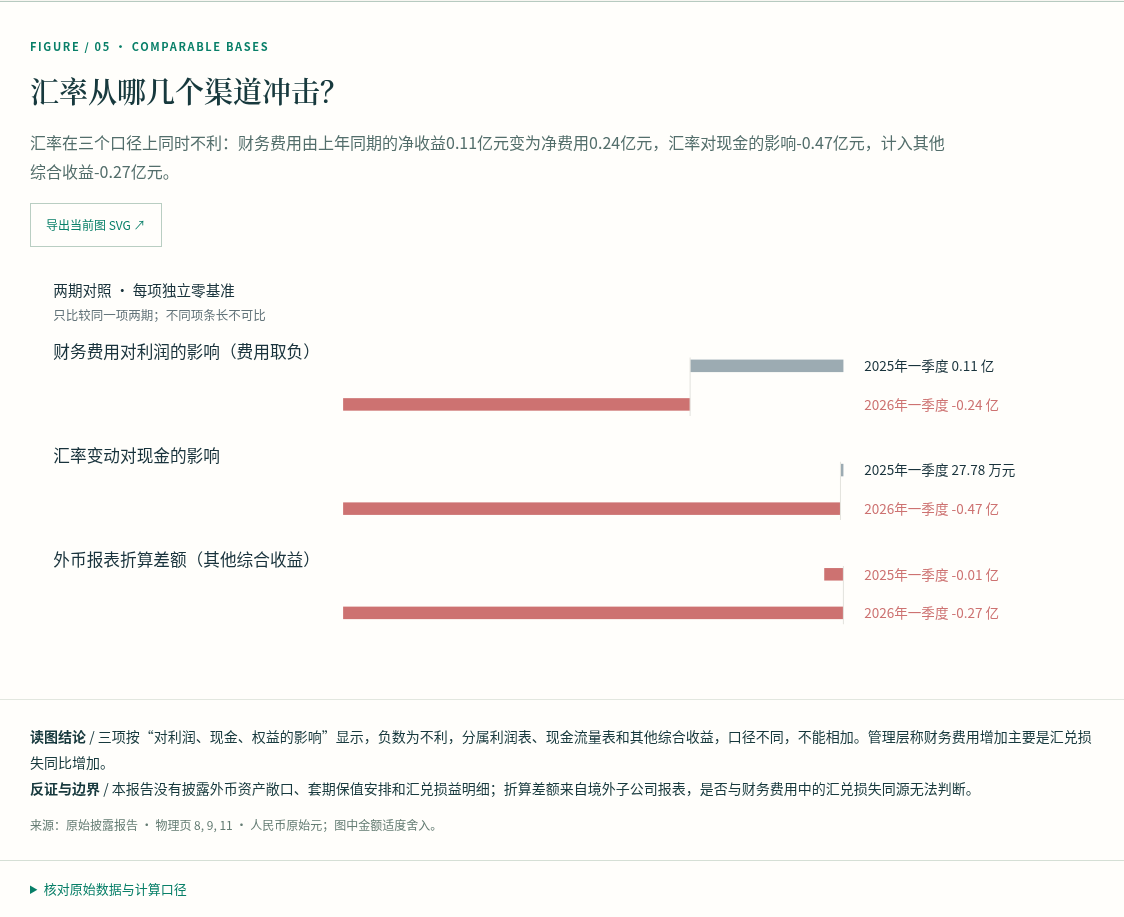 FIGURE / 05 · COMPARABLE BASES
汇率从哪几个渠道冲击？
汇率在三个口径上同时不利：财务费用由上年同期的净收益0.11亿元变为净费用0.24亿元，汇率对现金的影响-0.47亿元，计入其他
综合收益-0.27亿元。
导出当前图 SVG ↗
两期对照 · 每项独立零基准
只比较同一项两期；不同项条长不可比
财务费用对利润的影响（费用取负）
2025年一季度 0.11 亿
2026年一季度 -0.24 亿
汇率变动对现金的影响
2025年一季度 27.78 万元
2026年一季度 -0.47 亿
外币报表折算差额（其他综合收益）
2025年一季度 -0.01 亿
2026年一季度 -0.27 亿
读图结论 / 三项按“对利润、现金、权益的影响”显示，负数为不利，分属利润表、现金流量表和其他综合收益，口径不同，不能相加。管理层称财务费用增加主要是汇兑损
失同比增加。
反证与边界 / 本报告没有披露外币资产敞口、套期保值安排和汇兑损益明细；折算差额来自境外子公司报表，是否与财务费用中的汇兑损失同源无法判断。
来源：原始披露报告 · 物理页 8, 9, 11 · 人民币原始元；图中金额适度舍入。
▶ 核对原始数据与计算口径